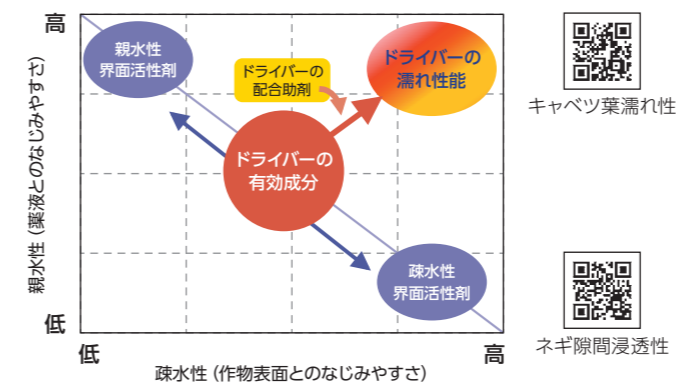 高
親水性
界面活性剤
ドライバーの
配合助剤
ドライバーの
濡れ性能
キャベツ葉濡れ性
親水性（薬液とのなじみやすさ）
ドライバーの
有効成分
疎水性
界面活性剤
ネギ隙間浸透性
低
低
高
疎水性（作物表面とのなじみやすさ）